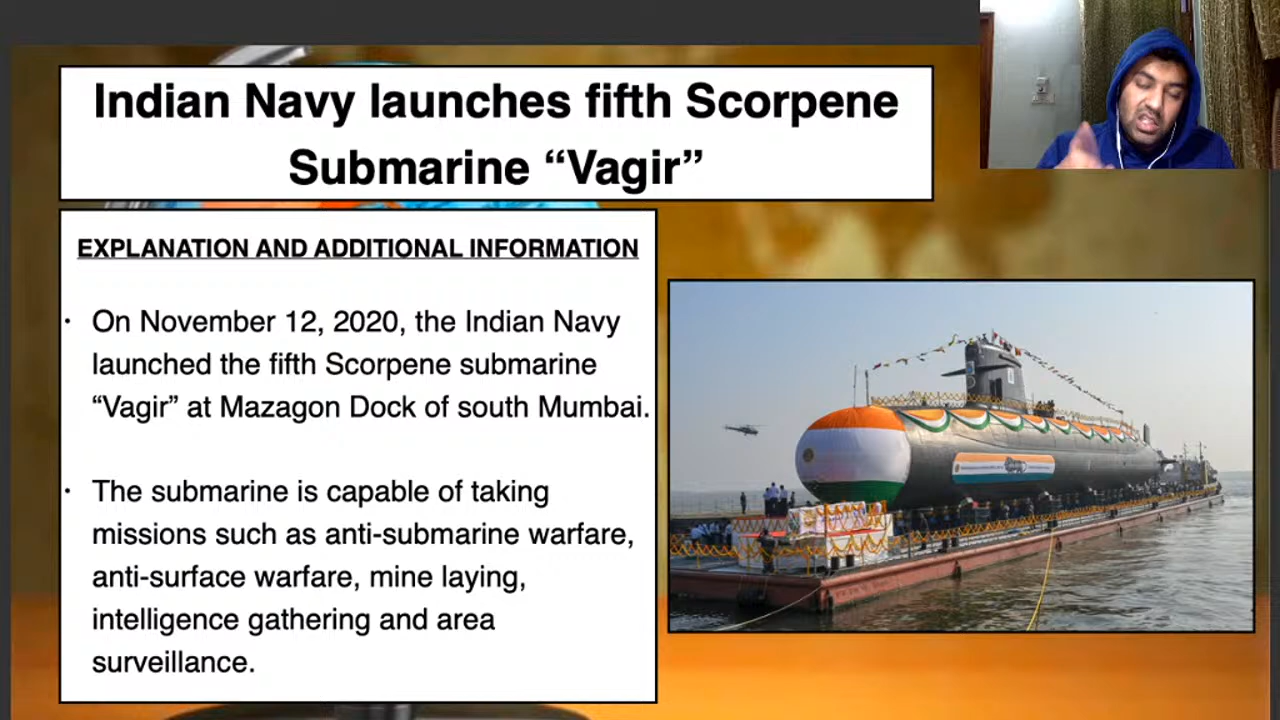 Indian Navy launches fifth Scorpene
Submarine “Vagir”
EXPLANATION AND ADDITIONAL INFORMATION
· On November 12, 2020, the Indian Navy
launched the fifth Scorpene submarine
“Vagir” at Mazagon Dock of south Mumbai.
· The submarine is capable of taking
missions such as anti-submarine warfare,
anti-surface warfare, mine laying,
intelligence gathering and area
surveillance.